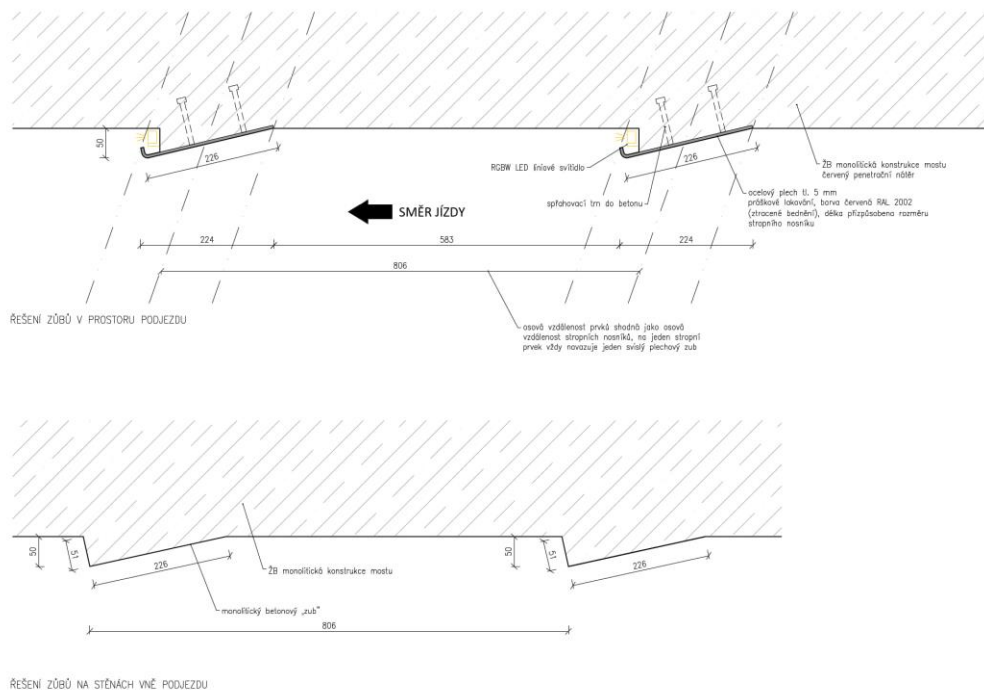 50
226
RGBW LED liniové svítidlo
spřahovací trn do betonu
226
ŽB monolitická konstrukce mostu
červený penetrační nátěr
ocelový plech tl. 5 mm
práškově lakování, barva červená RAL 2002
(ztracené bednění), délka přizpůsobena rozměru
stropního nosníku
SMĚR JÍZDY
224
583
224
806
ŘEŠENÍ ZŮBŮ V PROSTORU PODJEZDU
osová vzdálenost prvků shodná jako osová
vzdálenost stropních nosníků, na jeden stropní
prvek vždy navazuje jeden svislý plechový zub
50
51
226
ŽB monolitická konstrukce mostu
monolitický betonový „zub"
50
51
226
806
ŘEŠENÍ ZŮBŮ NA STĚNÁCH VNĚ PODJEZDU